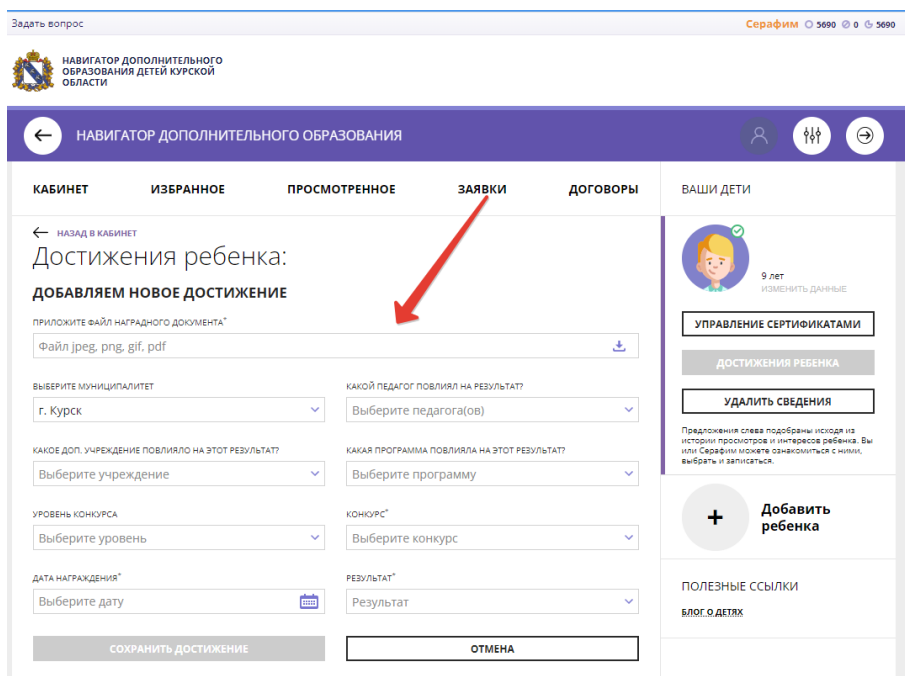 Задать вопрос
Серафим 5690 0 5690
НАВИГАТОР ДОПОЛНИТЕЛЬНОГО
ОБРАЗОВАНИЯ ДЕТЕЙ КУРСКОЙ
ОБЛАСТИ
НАВИГАТОР ДОПОЛНИТЕЛЬНОГО ОБРАЗОВАНИЯ
КАБИНЕТ ИЗБРАННОЕ ПРОСМОТРЕННОЕ ЗАЯВКИ ДОГОВОРЫ
НАЗАД В КАБИНЕТ
Достижения ребенка:
ДОБАВЛЯЕМ НОВОЕ ДОСТИЖЕНИЕ
ПРИЛОЖИТЕ ФАЙЛ НАГРАДНОГО ДОКУМЕНТА*
Файл jpeg, png, gif, pdf
ВЫБЕРИТЕ МУНИЦИПАЛИТЕТ
г. Курск
КАКОЙ ПЕДАГОГ ПОВЛИЯЛ НА РЕЗУЛЬТАТ?
Выберите педагога(ов)
КАКОЕ ДОП. УЧРЕЖДЕНИЕ ПОВЛИЯЛО НА ЭТОТ РЕЗУЛЬТАТ?
Выберите учреждение
КАКАЯ ПРОГРАММА ПОВЛИЯЛА НА ЭТОТ РЕЗУЛЬТАТ?
Выберите программу
УРОВЕНЬ КОНКУРСА
Выберите уровень
КОНКУРС*
Выберите конкурс
ДАТА НАГРАЖДЕНИЯ*
Выберите дату
РЕЗУЛЬТАТ*
Результат
СОХРАНИТЬ ДОСТИЖЕНИЕ
ОТМЕНА
ВАШИ ДЕТИ
9 лет
ИЗМЕНИТЬ ДАННЫЕ
УПРАВЛЕНИЕ СЕРТИФИКАТАМИ
ДОСТИЖЕНИЯ РЕБЕНКА
УДАЛИТЬ СВЕДЕНИЯ
Предложения слева подобраны исходя из
истории просмотров и интересов ребенка. Вы
или Серафим можете ознакомиться с ними,
выбрать и записаться.
+ Добавить
ребенка
ПОЛЕЗНЫЕ ССЫЛКИ
БЛОГ О ДЕТЯХ